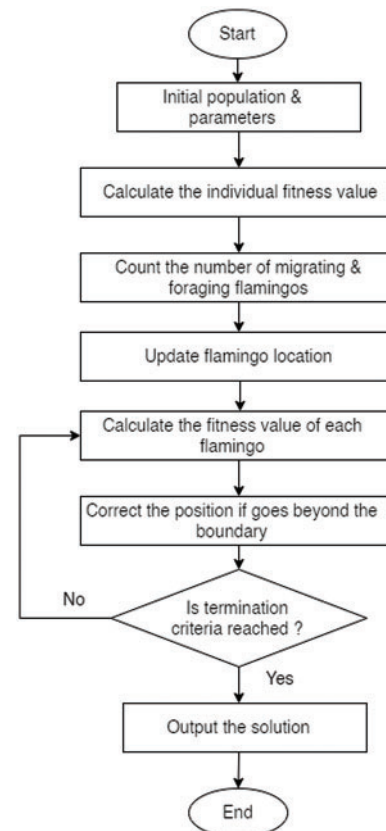 Start
Initial population &
parameters
Calculate the individual fitness value
Count the number of migrating &
foraging flamingos
Update flamingo location
Calculate the fitness value of each
flamingo
Correct the position if goes beyond the
boundary
No
Is termination
criteria reached ?
Yes
Output the solution
End